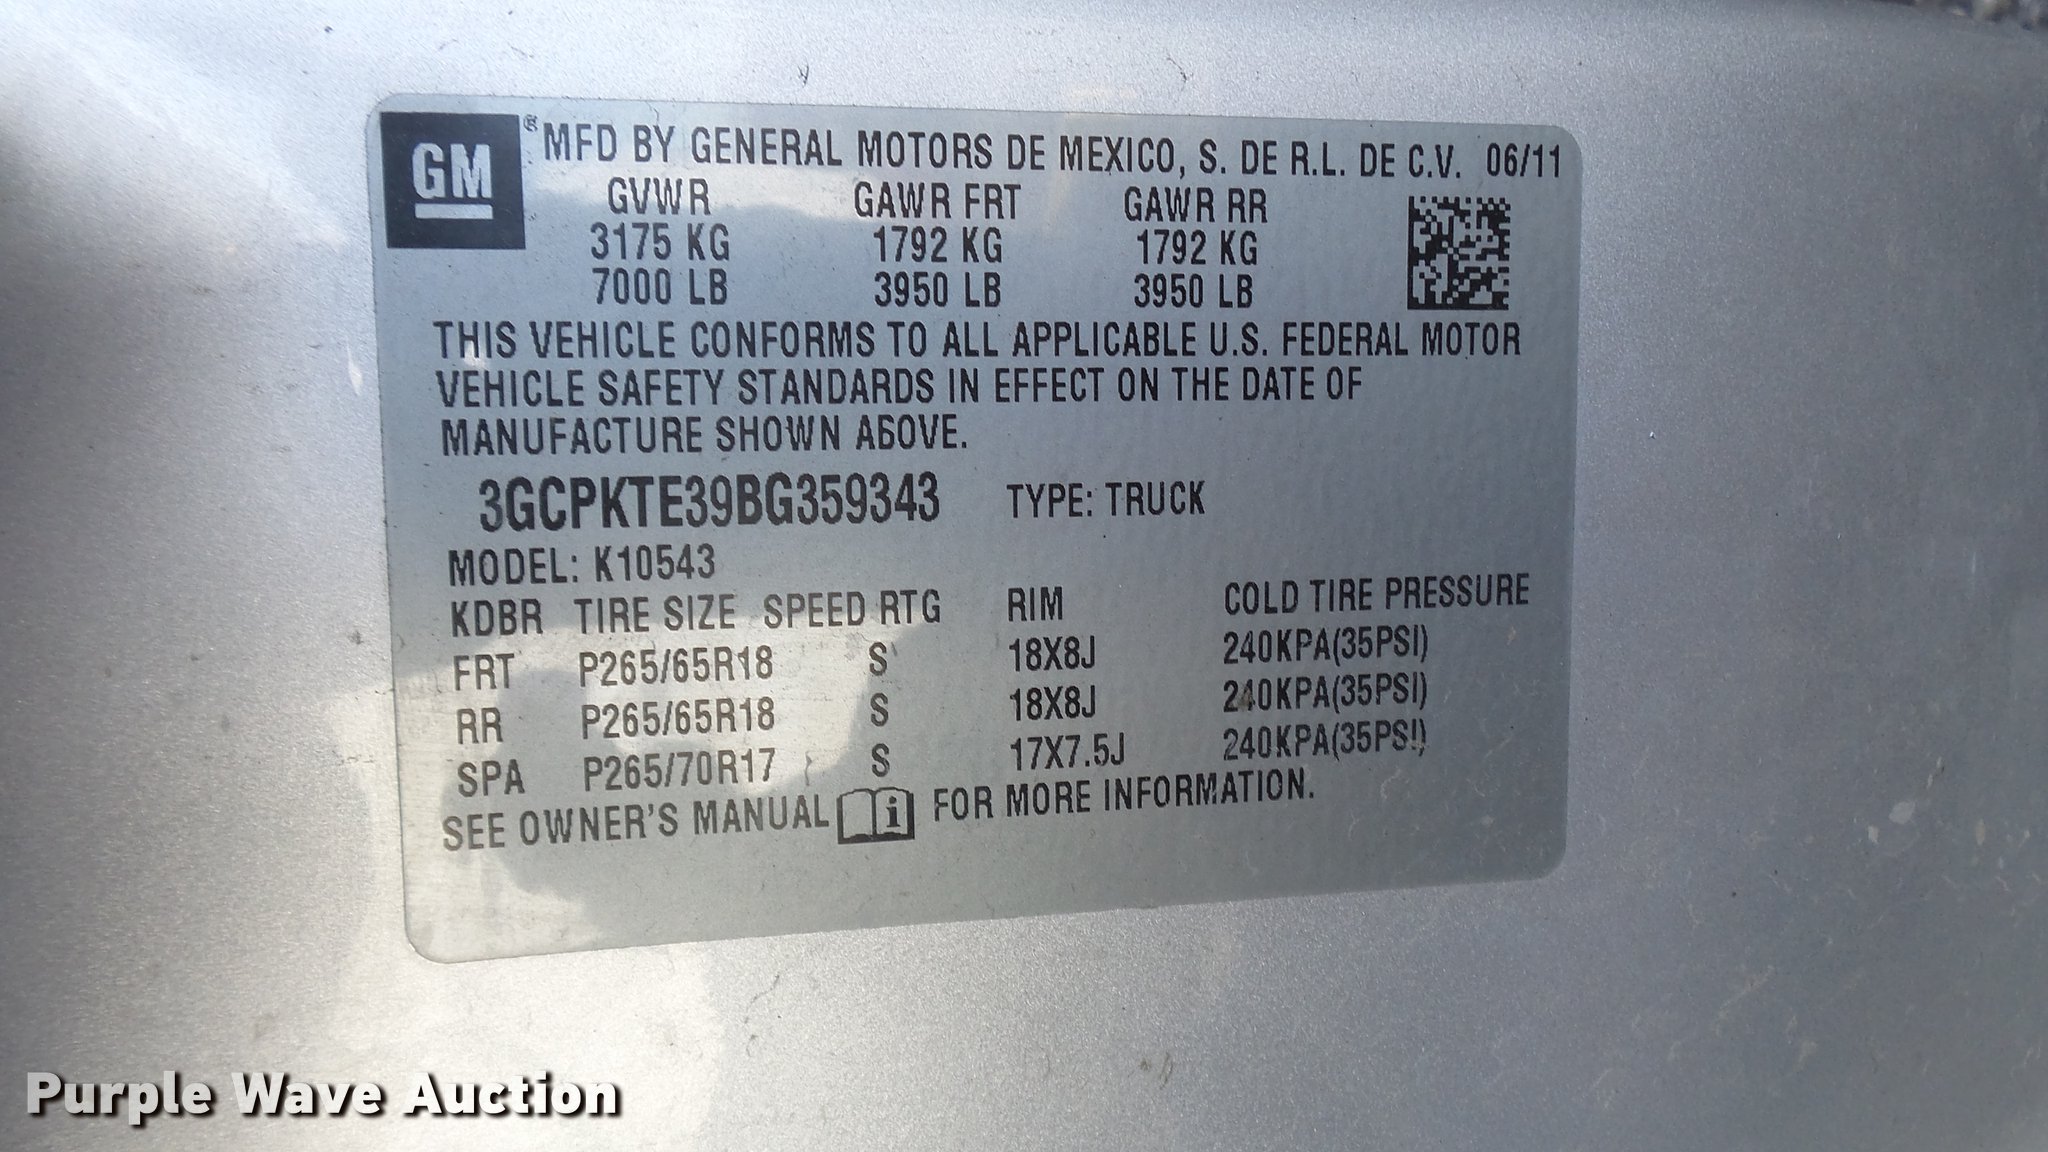 GM
® MFD BY GENERAL MOTORS DE MEXICO, S. DE R.L. DE C.V. 06/11
GVWR GAWR FRT GAWR RR
3175 KG 1792 KG 1792 KG
7000 LB 3950 LB 3950 LB
THIS VEHICLE CONFORMS TO ALL APPLICABLE U.S. FEDERAL MOTOR
VEHICLE SAFETY STANDARDS IN EFFECT ON THE DATE OF
MANUFACTURE SHOWN ABOVE.
3GCPKTE39BG359343 TYPE: TRUCK
MODEL: K10543
KDBR TIRE SIZE SPEED RTG RIM COLD TIRE PRESSURE
FRT P265/65R18 S 18X8J 240KPA(35PSI)
RR P265/65R18 S 18X8J 240KPA(35PSI)
SPA P265/70R17 S 17X7.5J 240KPA(35PSI)
SEE OWNER'S MANUAL i FOR MORE INFORMATION.
Purple Wave Auction